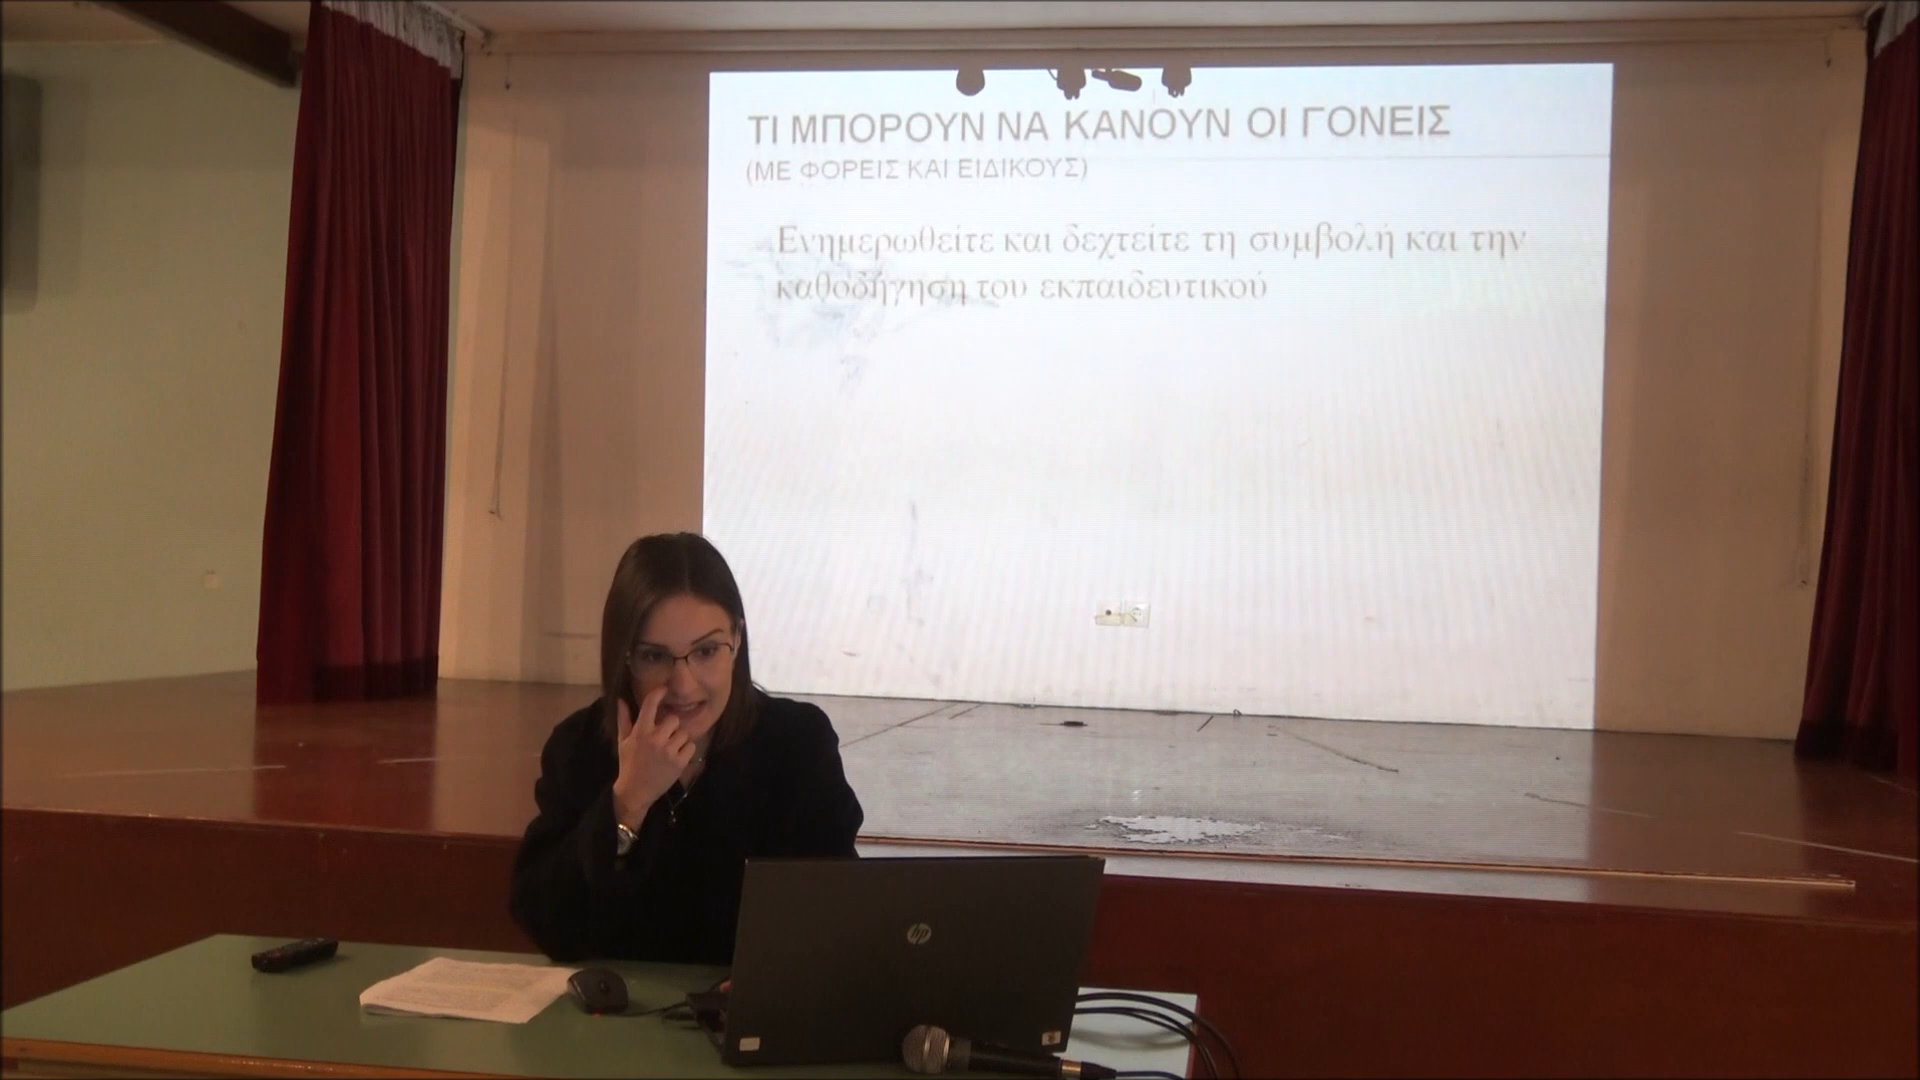 ΤΙ ΜΠΟΡΟΥΝ ΝΑ ΚΑΝΟΥΝ ΟΙ ΓΟΝΕΙΣ
(ΜΕ ΦΟΡΕΙΣ ΚΑΙ ΕΙΔΙΚΟΥΣ)
Ενημερωθείτε και δεχτείτε τη συμβολή και την
καθοδήγηση του εκπαιδευτικού
hp